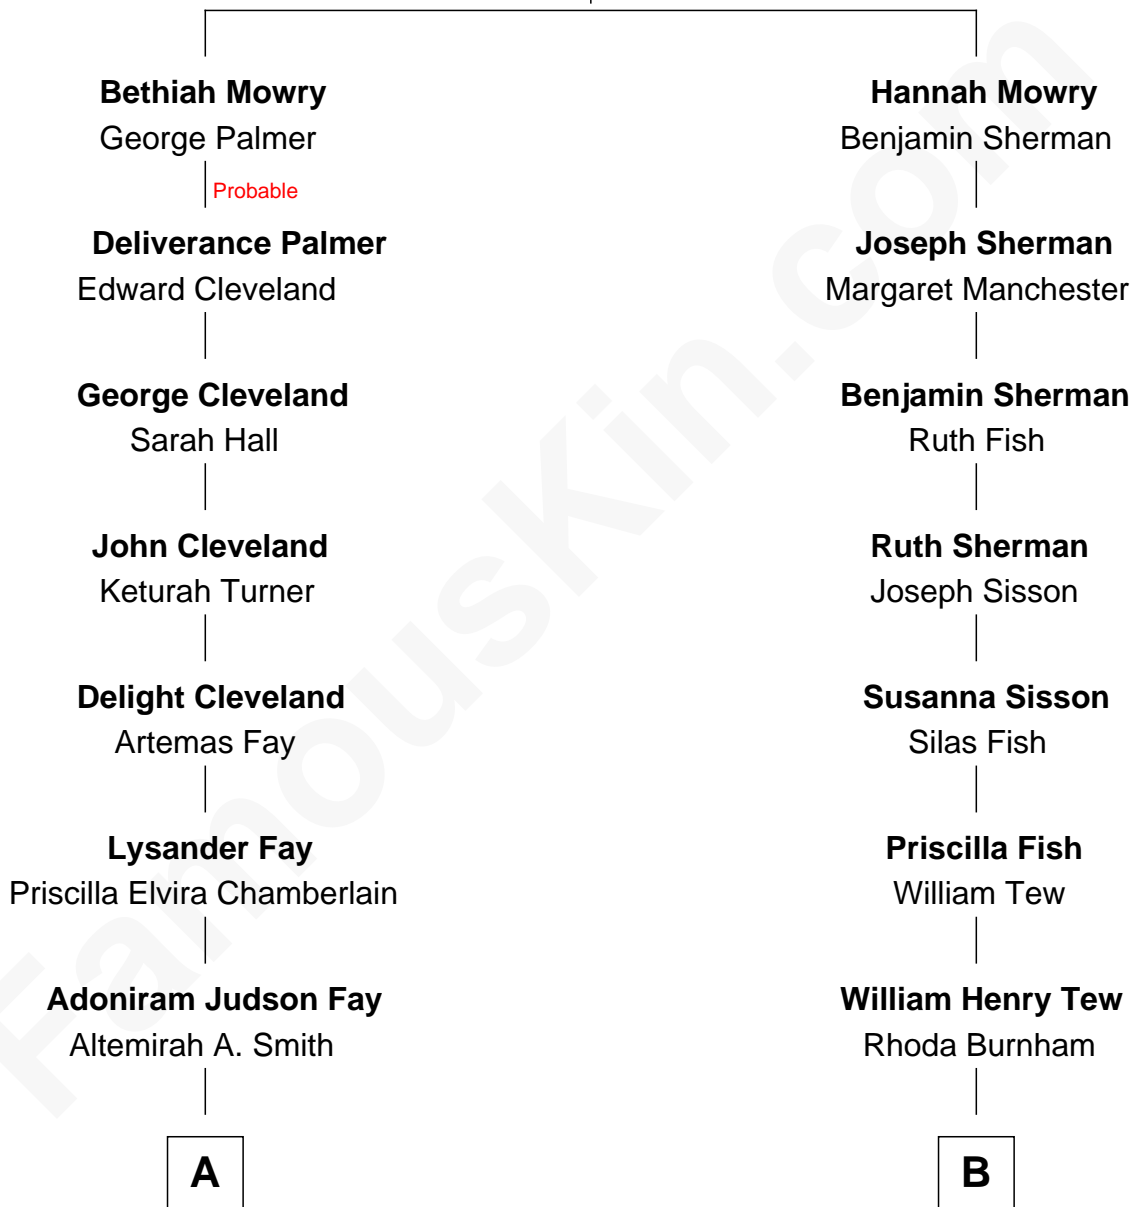 Bethiah Mowry
George Palmer
Probable
Deliverance Palmer
Edward Cleveland
George Cleveland
Sarah Hall
John Cleveland
Keturah Turner
Delight Cleveland
Artemas Fay
Lysander Fay
Priscilla Elvira Chamberlain
Adoniram Judson Fay
Altemirah A. Smith
A
Hannah Mowry
Benjamin Sherman
Joseph Sherman
Margaret Manchester
Benjamin Sherman
Ruth Fish
Ruth Sherman
Joseph Sisson
Susanna Sisson
Silas Fish
Priscilla Fish
William Tew
William Henry Tew
Rhoda Burnham
B
FamousKin.com